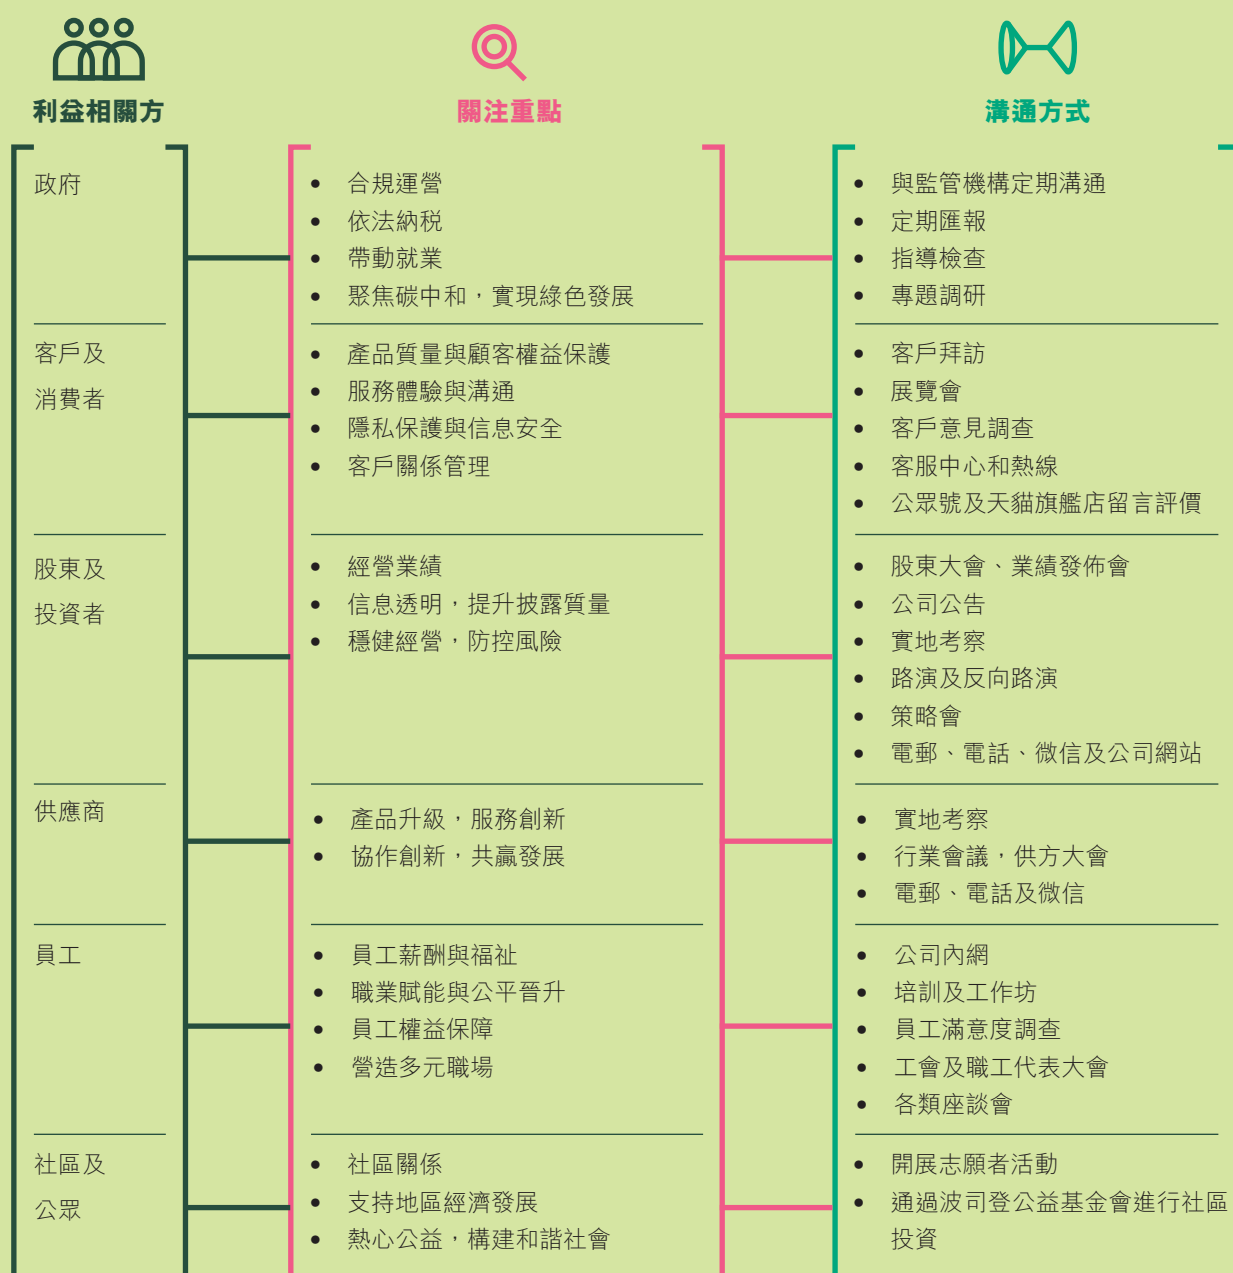 利益相關方
關注重點
溝通方式
政府
合規運營
依法納税
帶動就業
聚焦碳中和，實現綠色發展
與監管機構定期溝通
定期匯報
指導檢查
專題調研
客戶及
消費者
產品質量與顧客權益保護
服務體驗與溝通
隱私保護與信息安全
客戶關係管理
客戶拜訪
展覽會
客戶意見調查
客服中心和熱線
公眾號及天貓旗艦店留言評價
股東及
投資者
經營業績
信息透明，提升披露質量
穩健經營，防控風險
股東大會、業績發佈會
公司公告
實地考察
路演及反向路演
策略會
電郵、電話、微信及公司網站
供應商
產品升級，服務創新
協作創新，共贏發展
實地考察
行業會議，供方大會
電郵、電話及微信
員工
員工薪酬與福祉
職業賦能與公平晉升
員工權益保障
營造多元職場
公司內網
培訓及工作坊
員工滿意度調查
工會及職工代表大會
各類座談會
社區及
公眾
社區關係
支持地區經濟發展
熱心公益，構建和諧社會
開展志願者活動
通過波司登公益基金會進行社區
投資